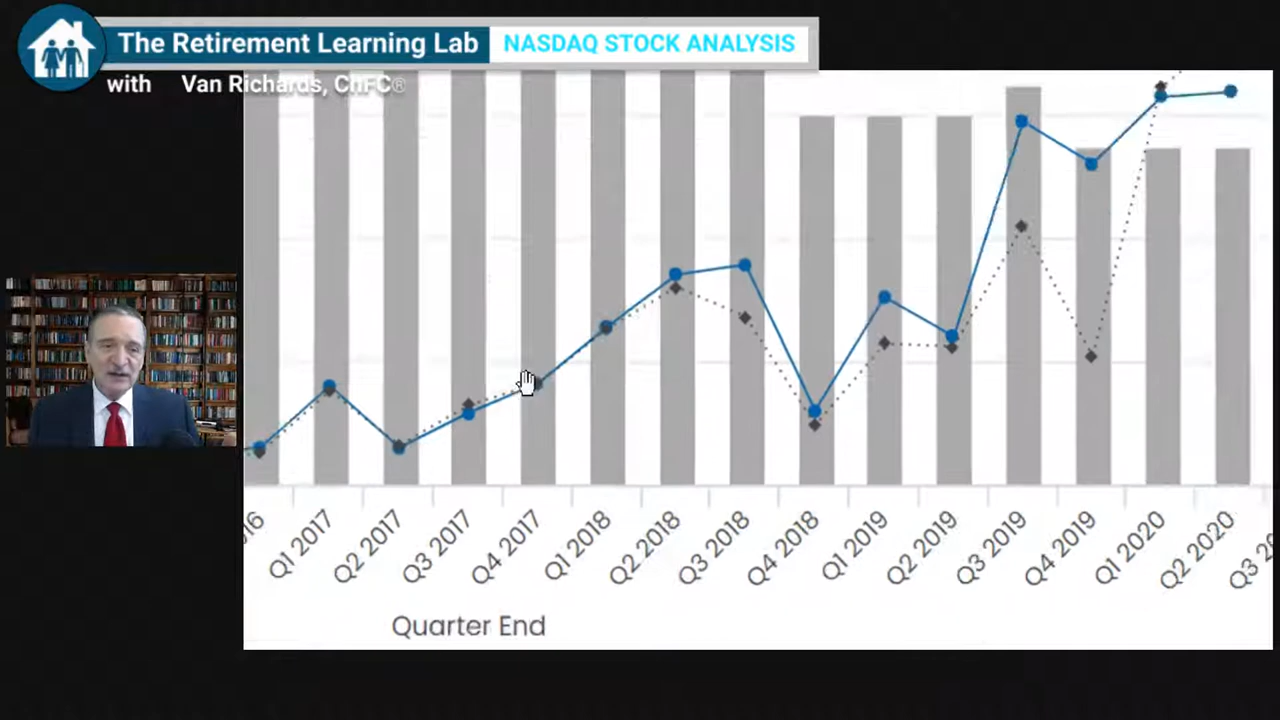 The Retirement Learning Lab NASDAQ STOCK ANALYSIS
with Van Richards, ChFC®
Q1 2017
Q2 2017
Q3 2017
Q4 2017
Q1 2018
Q2 2018
Q3 2018
Q4 2018
Q1 2019
Q2 2019
Q3 2019
Q4 2019
Q1 2020
Q2 2020
Quarter End